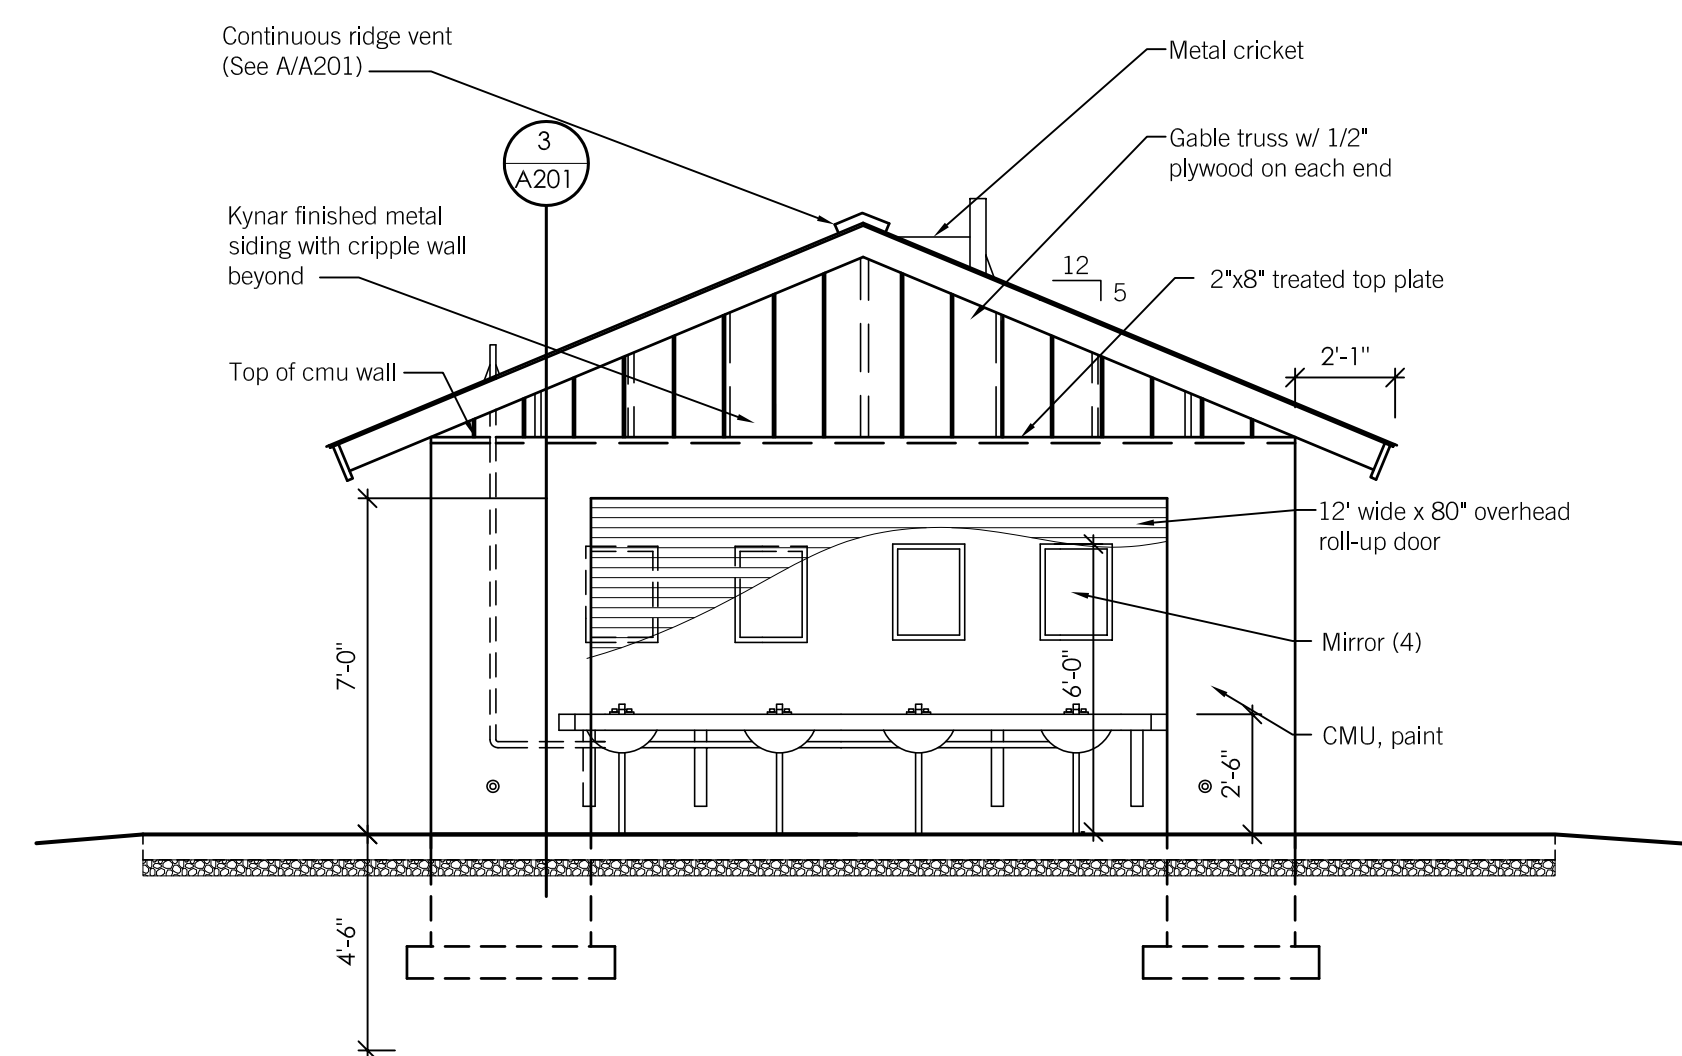 Continuous ridge vent
(See A/A201)
Metal cricket
3
A201
Gable truss w/ 1/2"
plywood on each end
Kynar finished metal
siding with cripple wall
beyond
12
5
2"x8" treated top plate
Top of cmu wall
2'-1"
12' wide x 80" overhead
roll-up door
7'-0"
6'-0"
Mirror (4)
CMU, paint
2'-6"
4'-6"